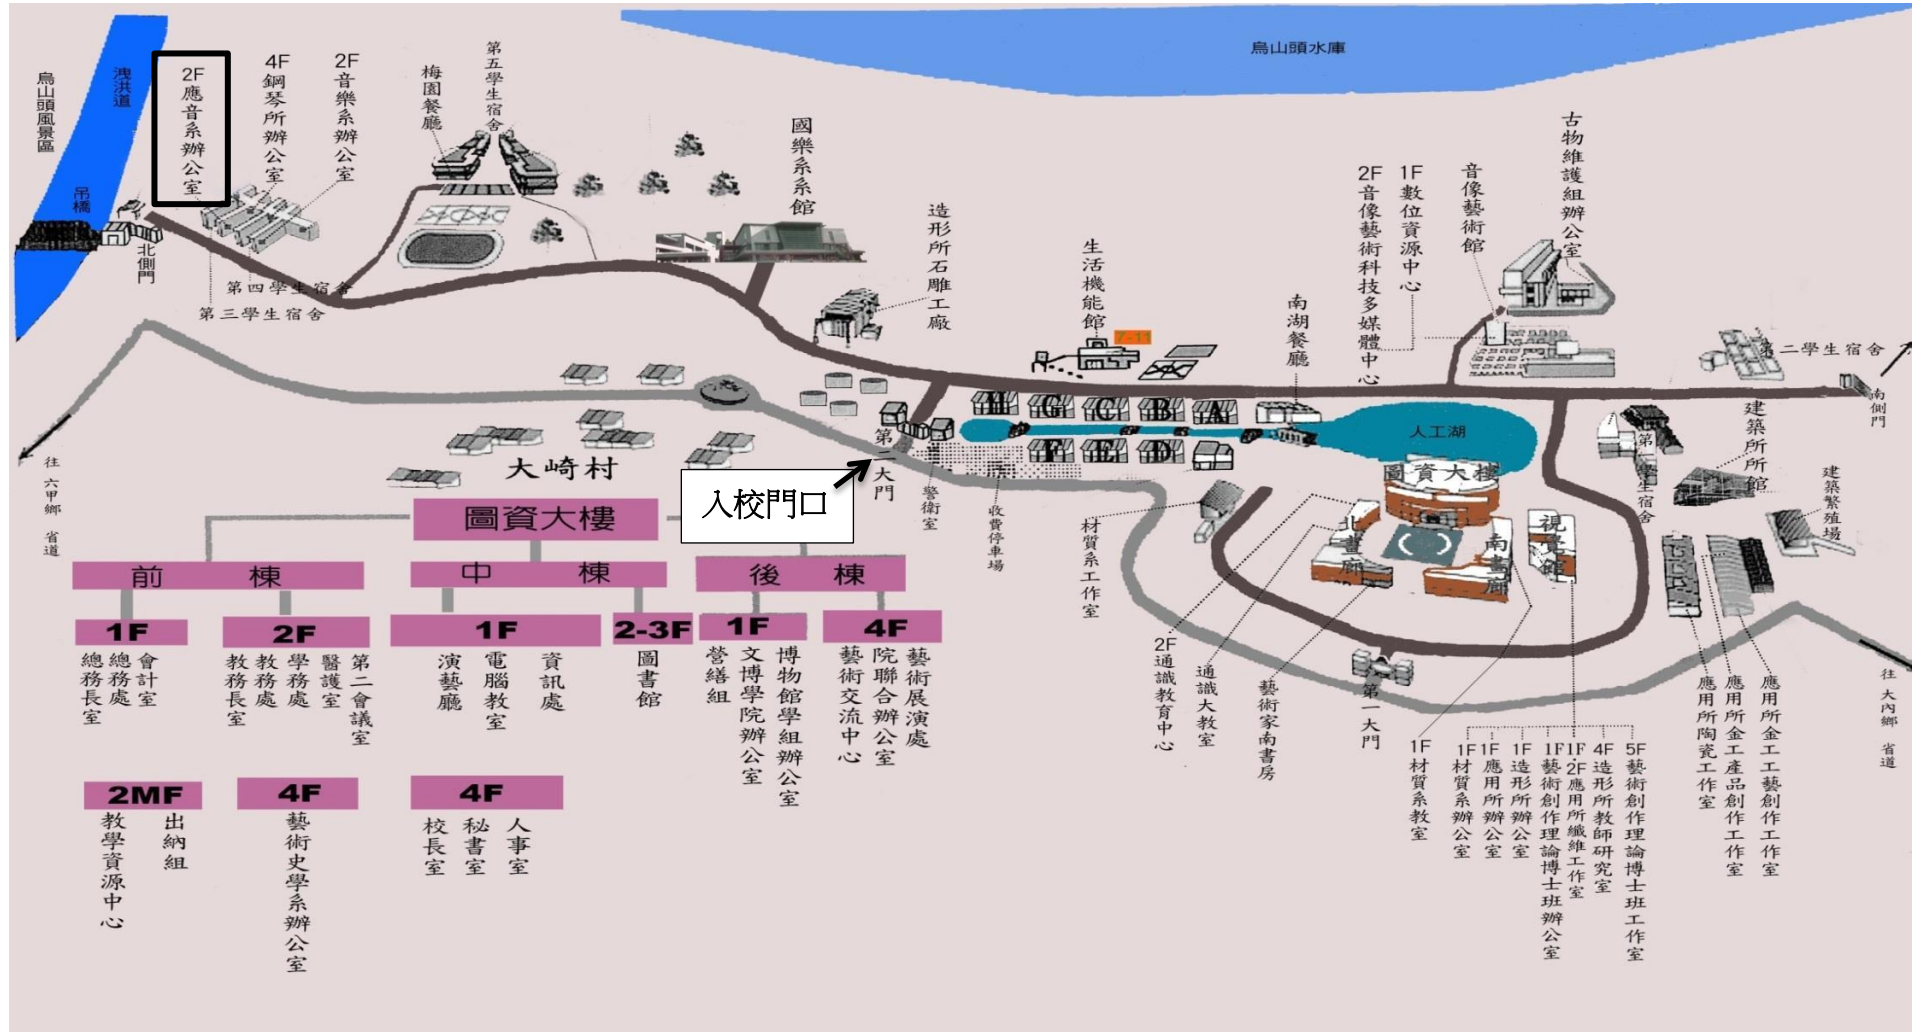 烏山頭水庫
烏山頭風景區
洩洪道
吊橋
北側門
2F應音系辦公室
4F鋼琴所辦公室
2F音樂系辦公室
梅園餐廳
第五學生宿舍
第四學生宿舍
第三學生宿舍
國樂系系館
造形所石雕工廠
生活機能館
7-11
南湖餐廳
2F音像藝術科技多媒體中心
1F數位資源中心
音像藝術館
古物維護組辦公室
第二學生宿舍
南側門
H
G
C
B
A
F
E
D
人工湖
第一學生宿舍
建築所所館
建築繁殖場
大崎村
第二大門
入校門口
警衛室
收費停車場
材質系工作室
圖資大樓
北畫廊
南畫廊
視覺館
往 六甲鄉 省道
往 大內鄉 省道
2F通識教育中心
通識大教室
藝術家南書房
第一大門
1F材質系教室
1F材質系辦公室
1F應用所辦公室
1F造形所辦公室
1F藝術創作理論博士班辦公室
1F.2F應用所纖維工作室
4F造形所教師研究室
5F藝術創作理論博士班工作室
應用所陶瓷工作室
應用所金工產品創作工作室
應用所金工工藝創作工作室
圖資大樓
前棟
中棟
後棟
1F
總務長室
總務處
會計室
2F
教務長室
教務處
學務處
醫護室
第二會議室
1F
演藝廳
電腦教室
資訊處
2-3F
圖書館
1F
營繕組
文博學院辦公室
博物館學組辦公室
4F
藝術交流中心
院聯合辦公室
藝術展演處
2MF
教學資源中心
出納組
4F
藝術史學系辦公室
4F
校長室
秘書室
人事室